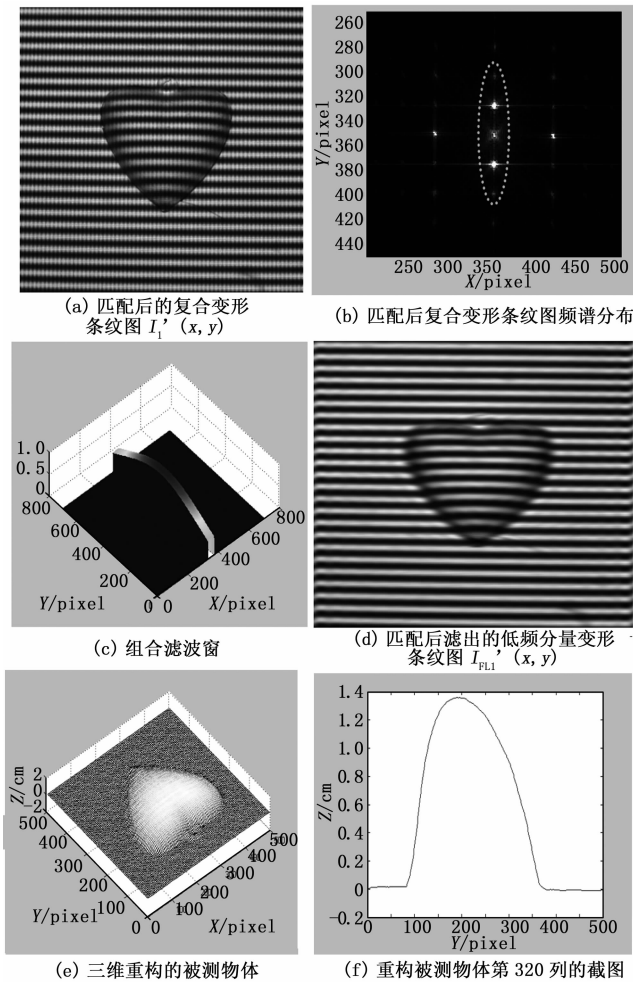 260
280
300
320
340
360
380
400
420
440
Y/pixel
250 300 350 400 450 500
X/pixel
(a) 匹配后的复合变形
条纹图 I₁’ (x, y)
(b) 匹配后复合变形条纹图频谱分布
1.0
0.5
0
800
600
400
200
0
Y/pixel
0
200
400
600
800
X/pixel
(c) 组合滤波窗
(d) 匹配后滤出的低频分量变形
条纹图 I_FL1’ (x, y)
2
0
-2
Z/cm
500
400
300
200
100
0
Y/pixel
0
100
200
300
400
500
X/pixel
(e) 三维重构的被测物体
1.4
1.2
1.0
0.8
0.6
0.4
0.2
0
-0.2
Z/cm
0 100 200 300 400 500
Y/pixel
(f) 重构被测物体第 320 列的截图